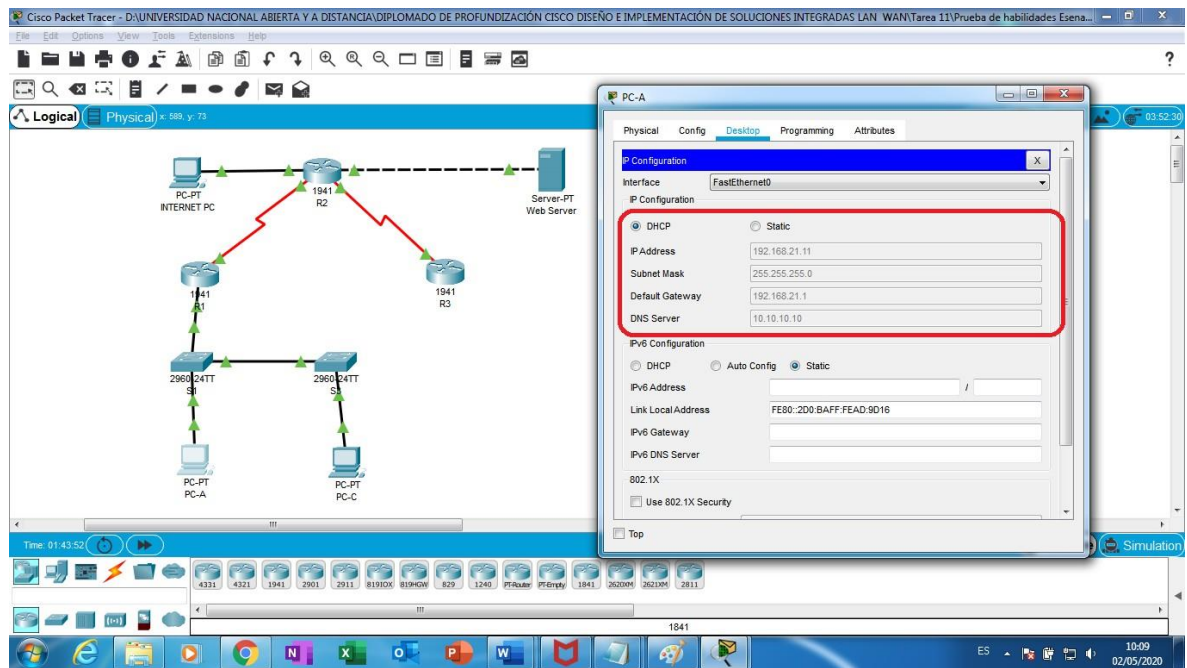 Cisco Packet Tracer - D:\UNIVERSIDAD NACIONAL ABIERTA Y A DISTANCIA\DIPLOMADO DE PROFUNDIZACIÓN CISCO DISEÑO E IMPLEMENTACIÓN DE SOLUCIONES INTEGRADAS LAN WAN\Tarea 11\Prueba de habilidades Esena...
File Edit Options View Tools Extensions Help
?
Logical Physical x: 589, y: 73 03:52:30
PC-PT
INTERNET PC
1941
R2
Server-PT
Web Server
1941
R1
1941
R3
2960-24TT
S1
2960-24TT
PC-PT
PC-A
PC-PT
PC-C
PC-A
Physical Config Desktop Programming Attributes
IP Configuration X
Interface FastEthernet0
IP Configuration
DHCP Static
IP Address 192.168.21.11
Subnet Mask 255.255.255.0
Default Gateway 192.168.21.1
DNS Server 10.10.10.10
IPv6 Configuration
DHCP Auto Config Static
IPv6 Address /
Link Local Address FE80::2D0:BAFF:FEAD:9D16
IPv6 Gateway
IPv6 DNS Server
802.1X
Use 802.1X Security
Top
Time: 01:43:52 Simulation
4331 4321 1941 2901 2911 819IOX 819HGW 829 1240 PT-Router PT-Empty 1841 2620XM 2621XM 2811
1841
ES 10:09
02/05/2020